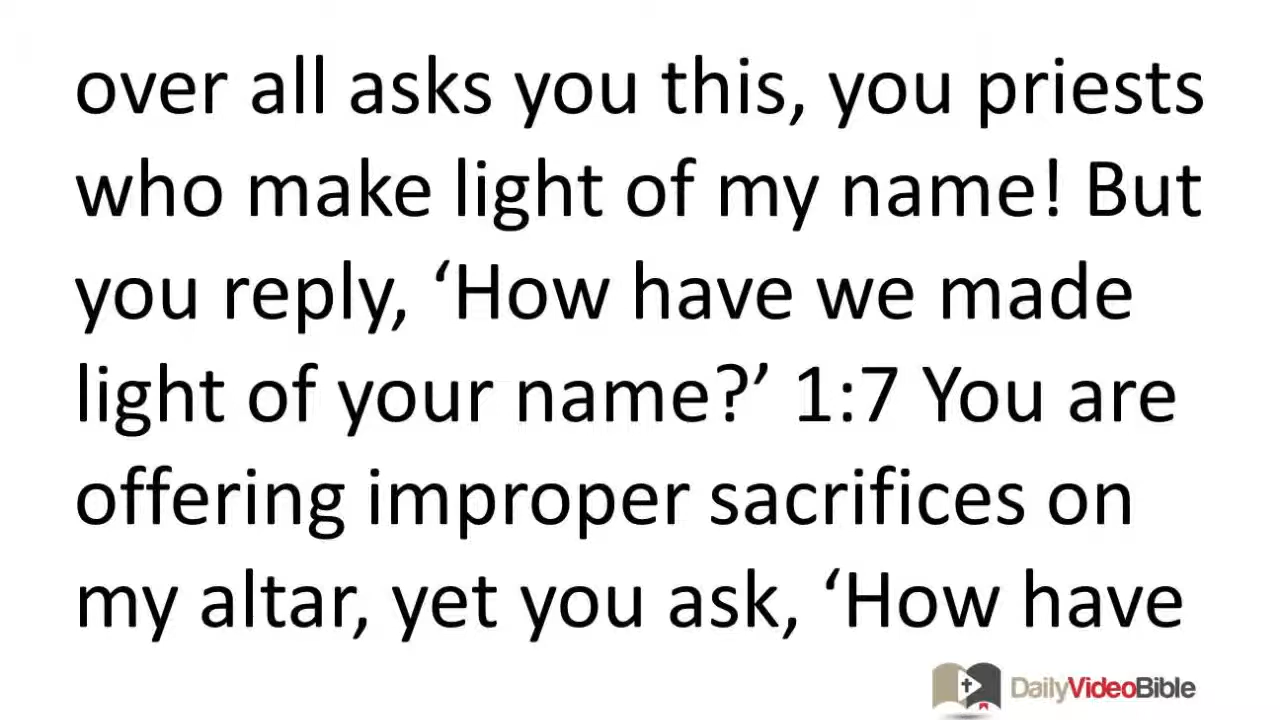 over all asks you this, you priests
who make light of my name! But
you reply, ‘How have we made
light of your name?’ 1:7 You are
offering improper sacrifices on
my altar, yet you ask, ‘How have
DailyVideoBible